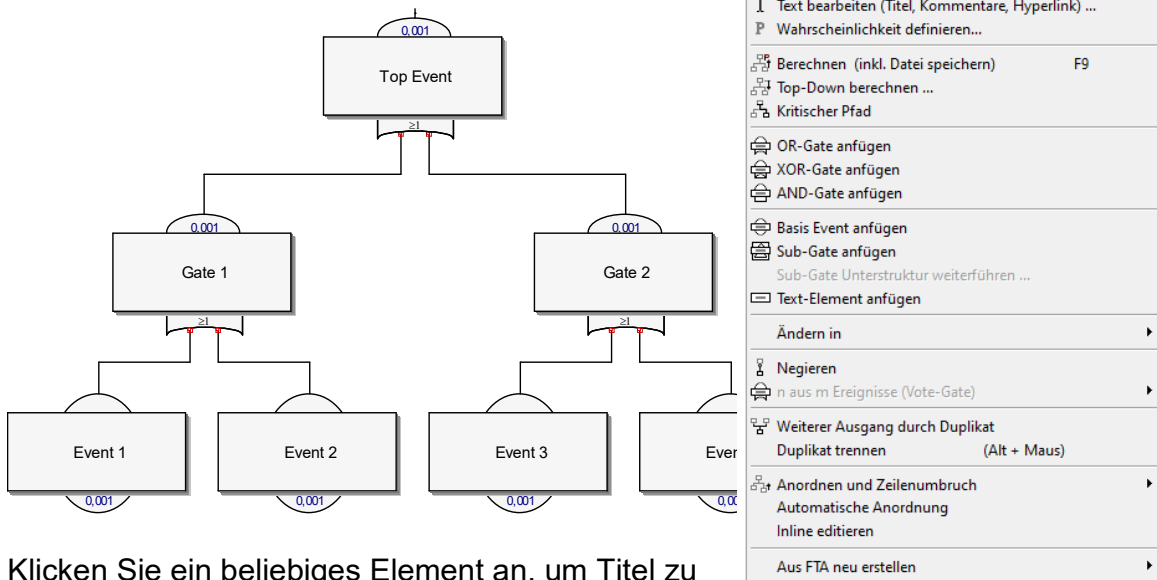 0,001
Top Event
≥1
0,001
Gate 1
≥1
0,001
Gate 2
≥1
Event 1
0,001
Event 2
0,001
Event 3
0,001
Text bearbeiten (Titel, Kommentare, Hyperlink) ...
P Wahrscheinlichkeit definieren...
Berechnen (inkl. Datei speichern) F9
Top-Down berechnen ...
Kritischer Pfad
OR-Gate anfügen
XOR-Gate anfügen
AND-Gate anfügen
Basis Event anfügen
Sub-Gate anfügen
Sub-Gate Unterstruktur weiterführen ...
Text-Element anfügen
Ändern in
Negieren
n aus m Ereignisse (Vote-Gate)
Weiterer Ausgang durch Duplikat
Duplikat trennen (Alt + Maus)
Anordnen und Zeilenumbruch
Automatische Anordnung
Inline editieren
Aus FTA neu erstellen
Klicken Sie ein beliebiges Element an, um Titel zu